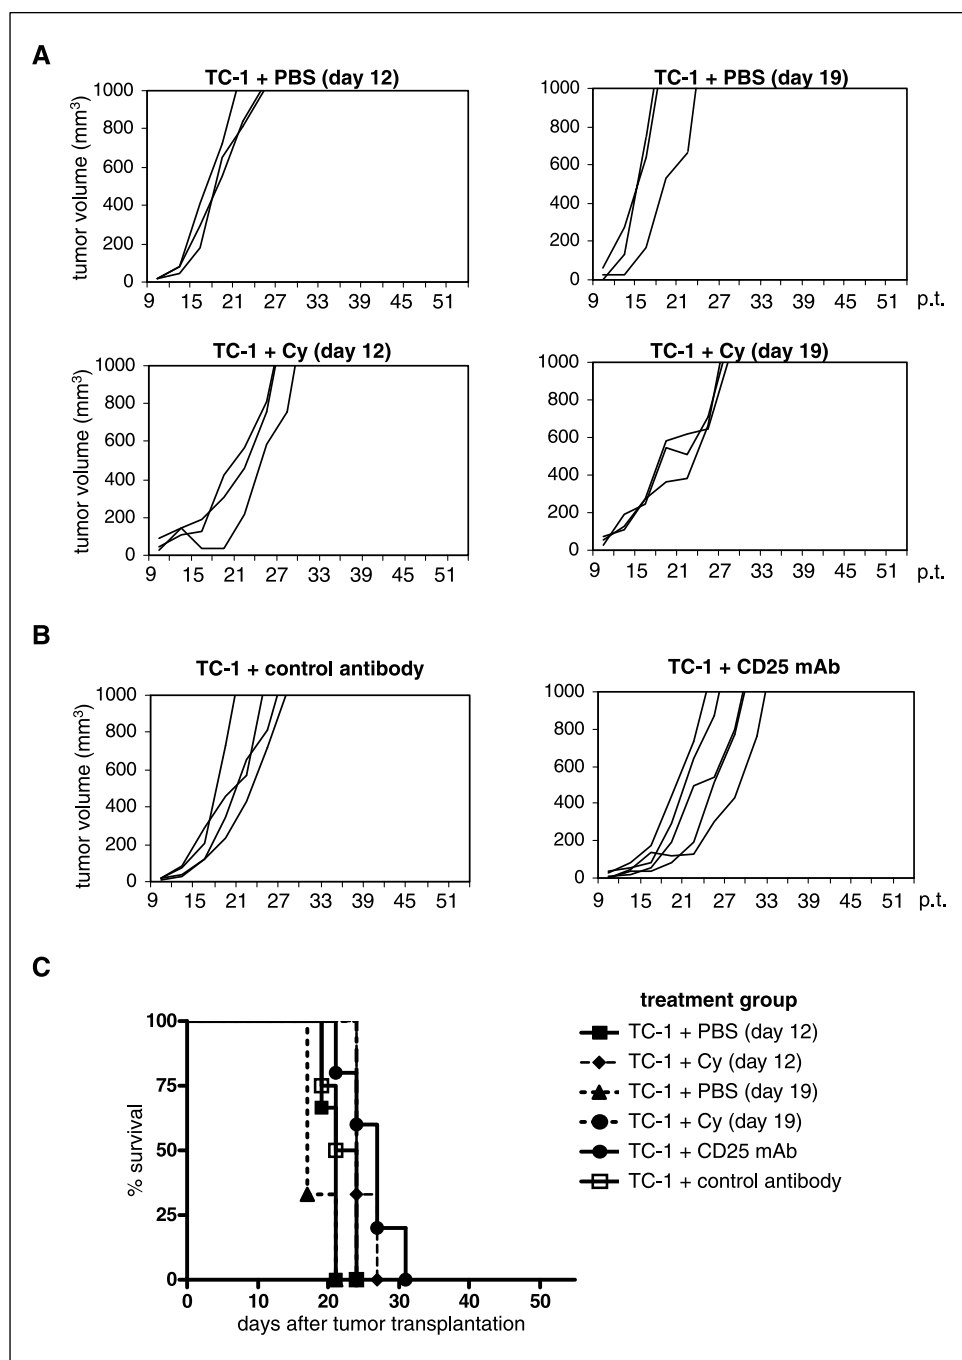 A
TC-1 + PBS (day 12)
TC-1 + PBS (day 19)
tumor volume (mm³)
1000
800
600
400
200
0
9 15 21 27 33 39 45 51
1000
800
600
400
200
0
9 15 21 27 33 39 45 51 p.t.
TC-1 + Cy (day 12)
TC-1 + Cy (day 19)
tumor volume (mm³)
1000
800
600
400
200
0
9 15 21 27 33 39 45 51
1000
800
600
400
200
0
9 15 21 27 33 39 45 51 p.t.
B
TC-1 + control antibody
TC-1 + CD25 mAb
tumor volume (mm³)
1000
800
600
400
200
0
9 15 21 27 33 39 45 51
1000
800
600
400
200
0
9 15 21 27 33 39 45 51 p.t.
C
% survival
100
75
50
25
0
0 10 20 30 40 50
days after tumor transplantation
treatment group
TC-1 + PBS (day 12)
TC-1 + Cy (day 12)
TC-1 + PBS (day 19)
TC-1 + Cy (day 19)
TC-1 + CD25 mAb
TC-1 + control antibody